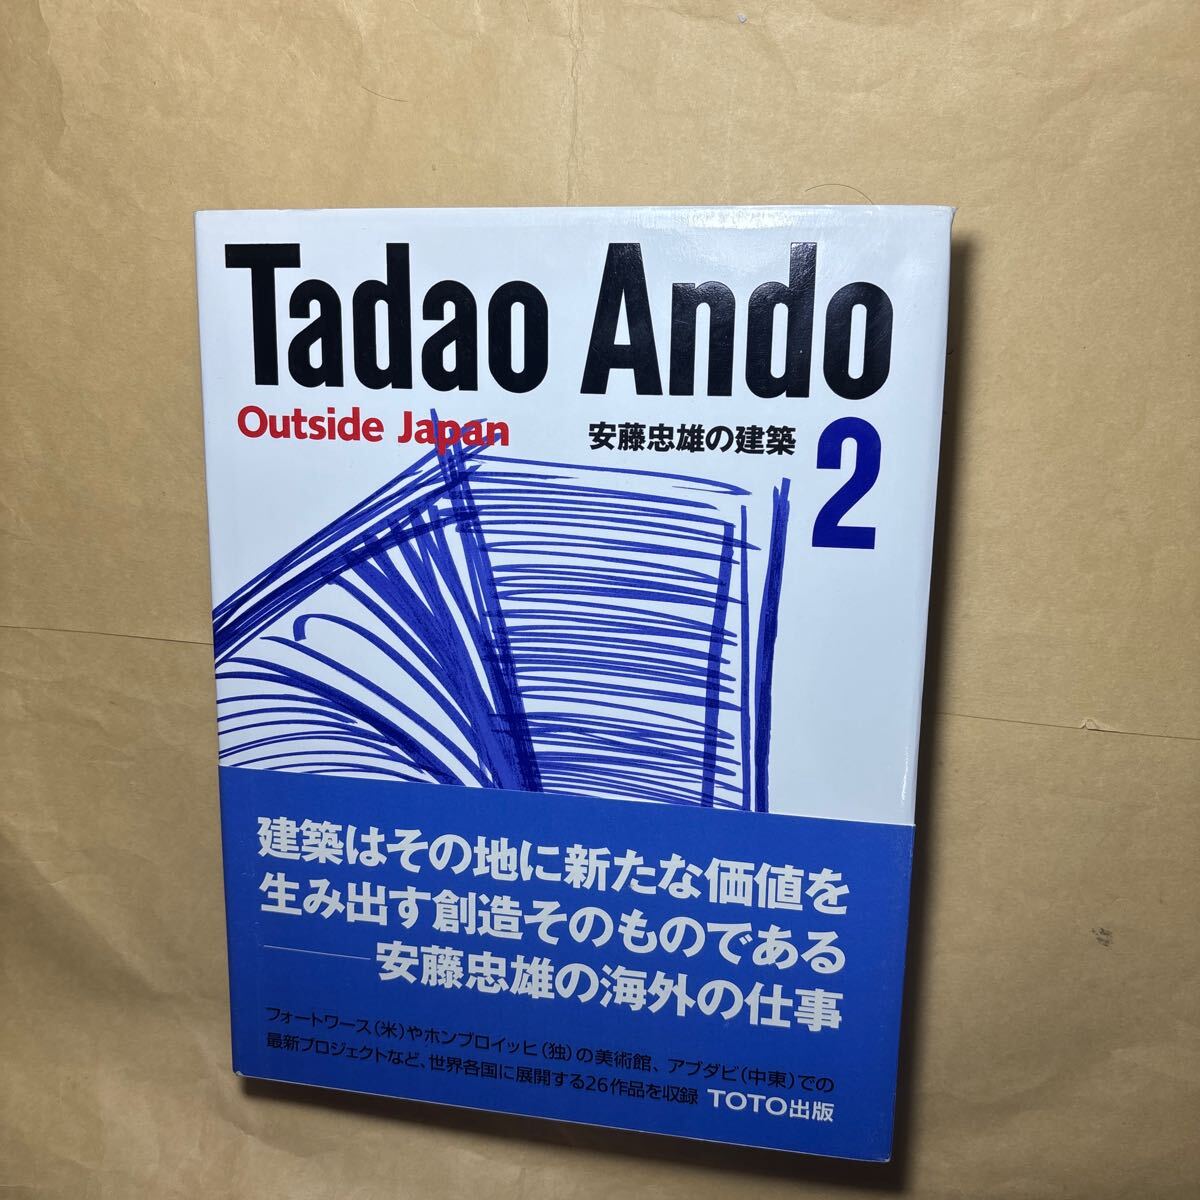 Tadao Ando
Outside Japan 安藤忠雄の建築 2
建築はその地に新たな価値を
生み出す創造そのものである
――安藤忠雄の海外の仕事
フォートワース(米)やホンブロイッヒ(独)の美術館、アブダビ(中東)での
最新プロジェクトなど、世界各国に展開する26作品を収録 TOTO出版